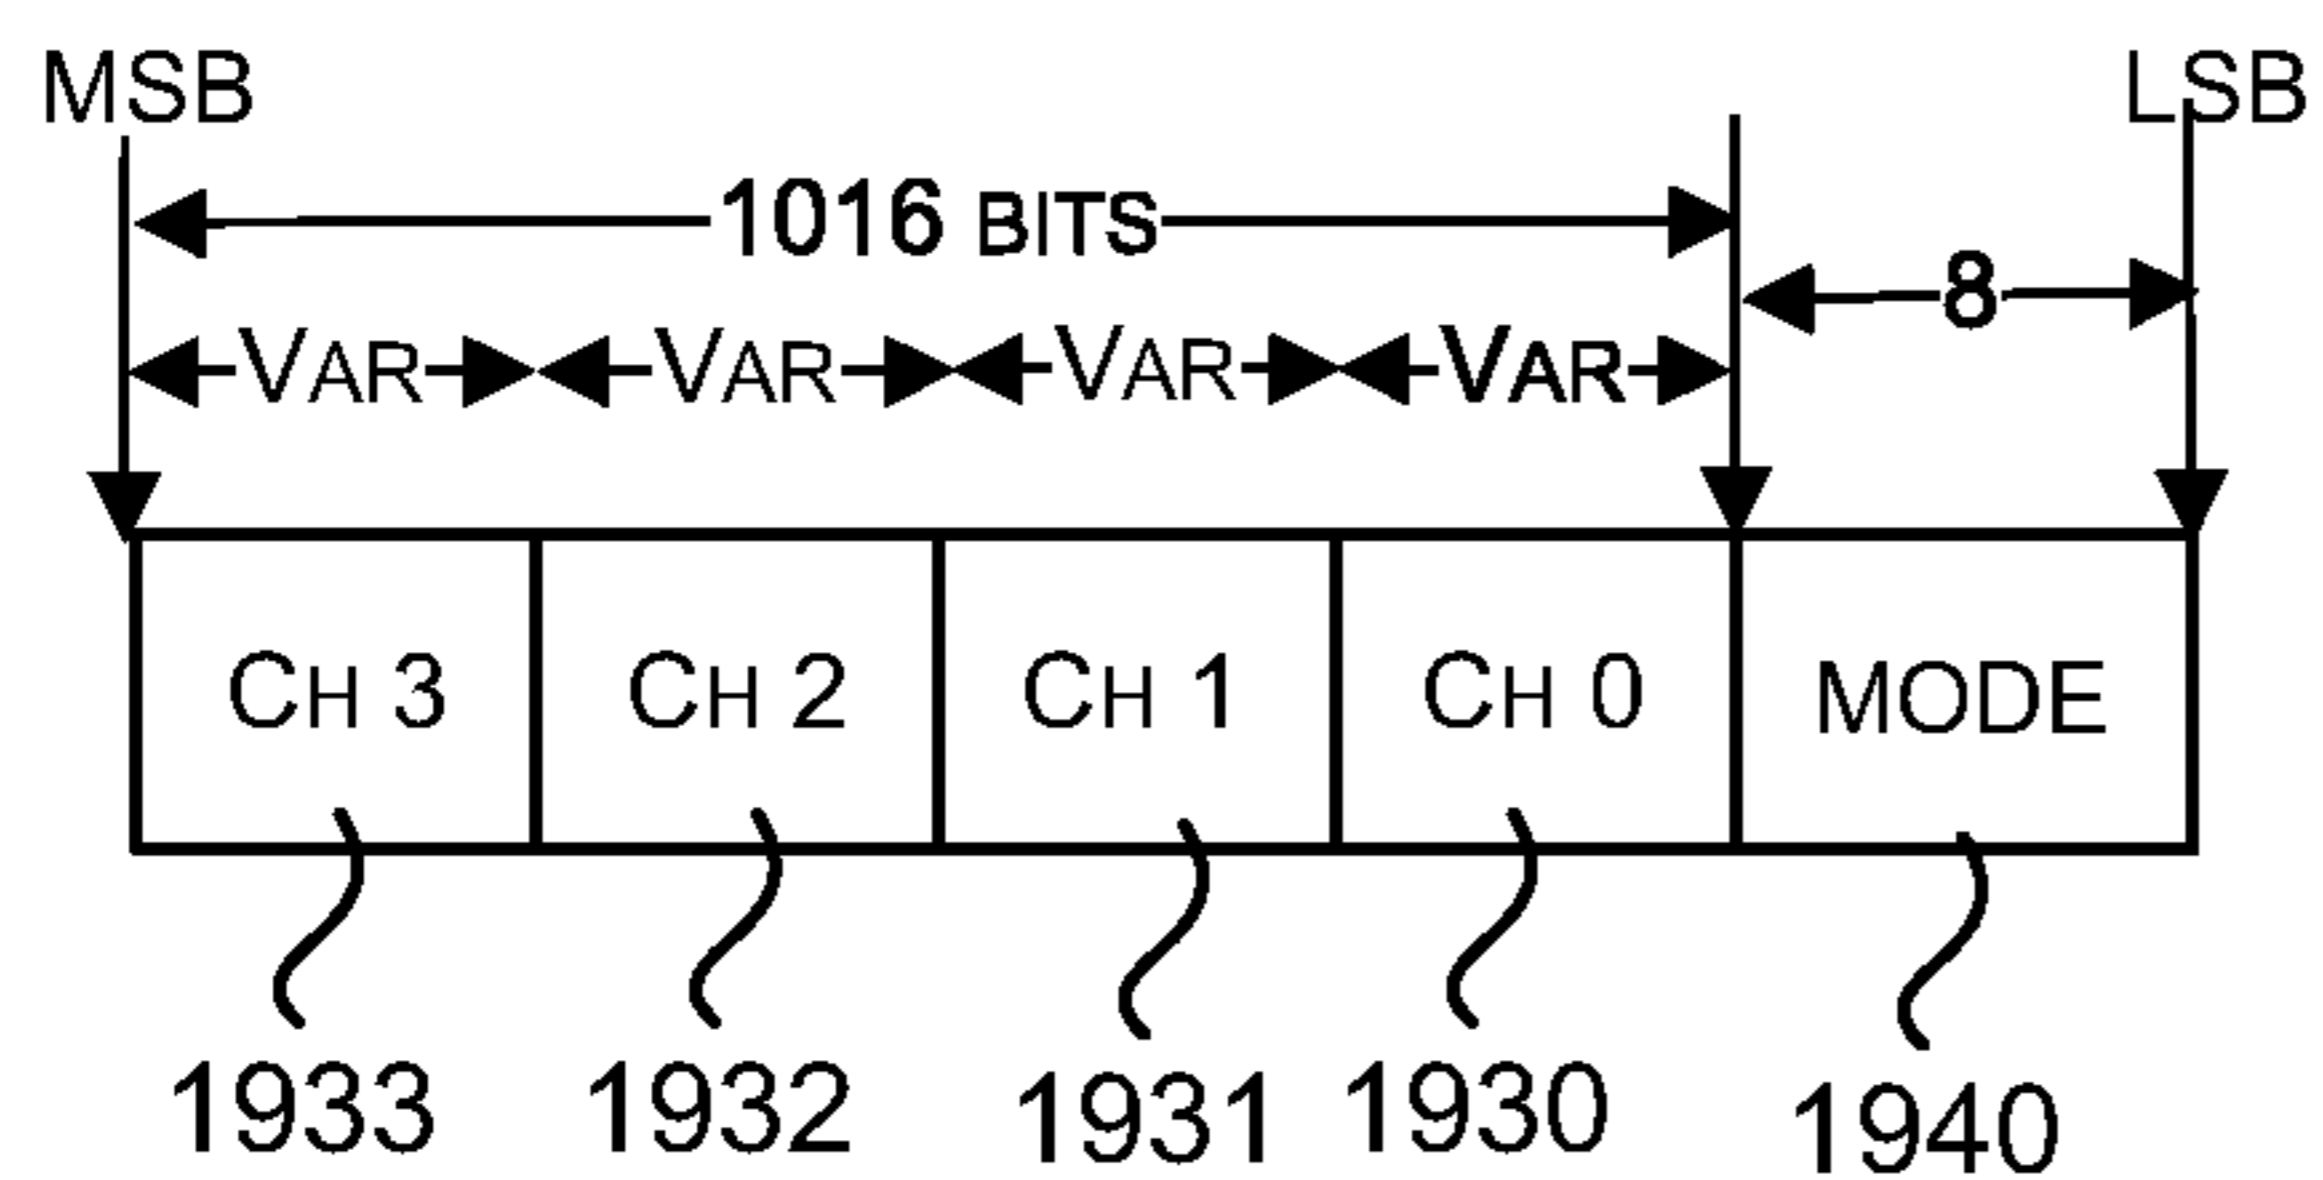 MSB LSB
1016 BITS
8
VAR VAR VAR VAR
CH 3 CH 2 CH 1 CH 0 MODE
1933 1932 1931 1930 1940